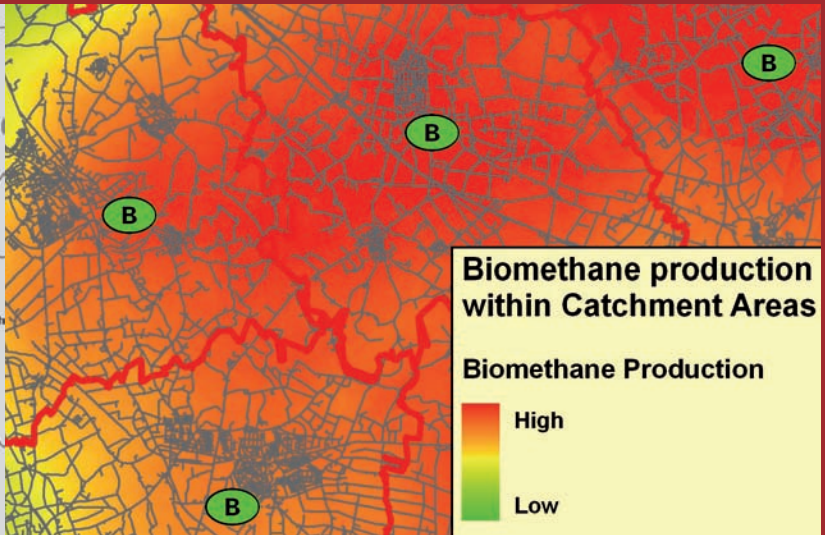 B
B
B
B
Biomethane production
within Catchment Areas
Biomethane Production
High
Low